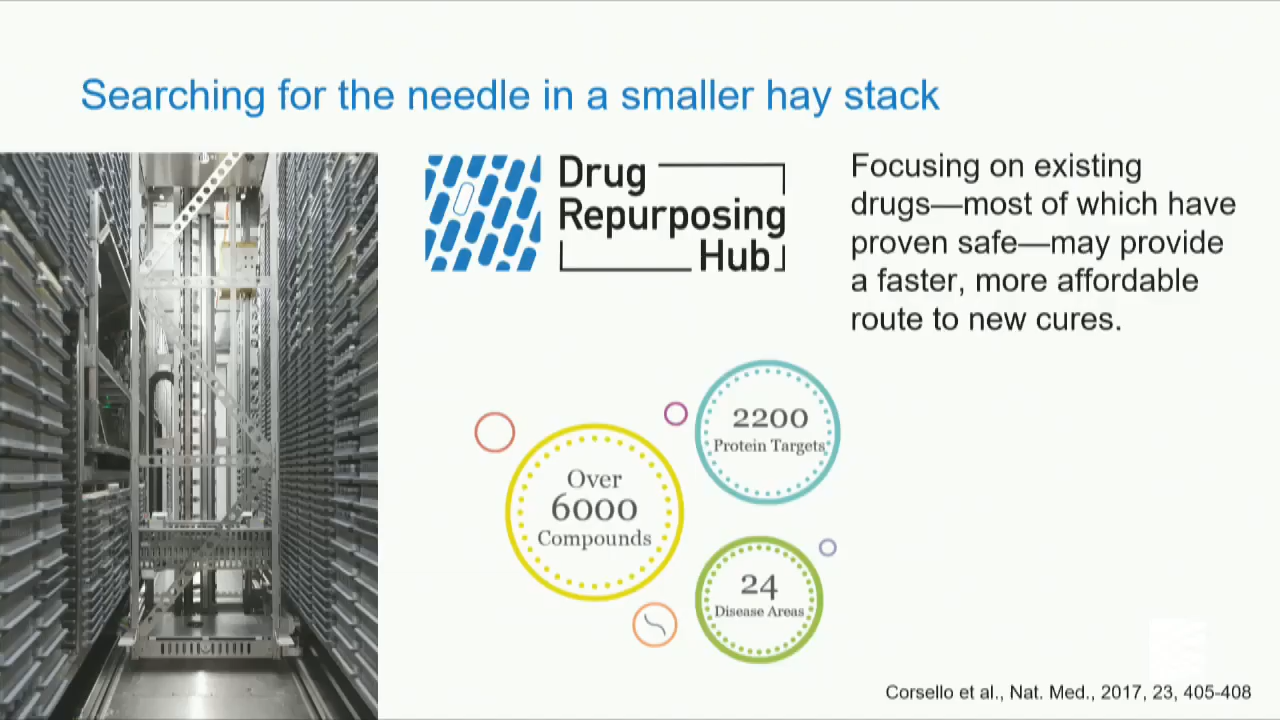 Searching for the needle in a smaller hay stack
Drug
Repurposing
Hub
Focusing on existing
drugs—most of which have
proven safe—may provide
a faster, more affordable
route to new cures.
2200
Protein Targets
Over
6000
Compounds
24
Disease Areas
Corsello et al., Nat. Med., 2017, 23, 405-408